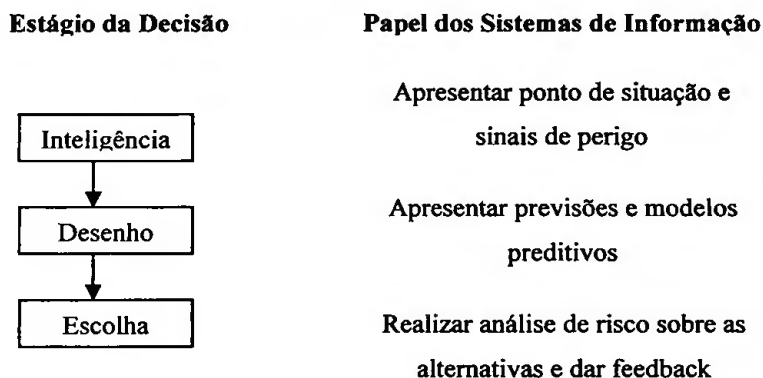 Estágio da Decisão
Papel dos Sistemas de Informação
Inteligência
Apresentar ponto de situação e
sinais de perigo
Desenho
Apresentar previsões e modelos
preditivos
Escolha
Realizar análise de risco sobre as
alternativas e dar feedback